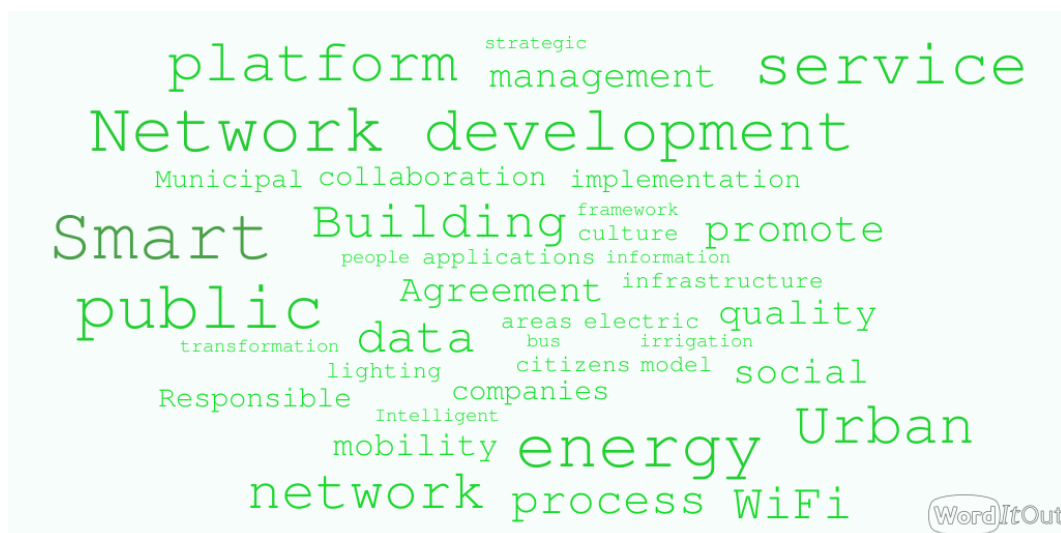 strategic
platform management service
Network development
Municipal collaboration implementation
Smart Building framework culture promote
people applications information
Agreement infrastructure
public data areas electric quality
transformation bus irrigation
lighting citizens model social
Responsible companies
Intelligent
mobility energy Urban
network process WiFi
WordItOut